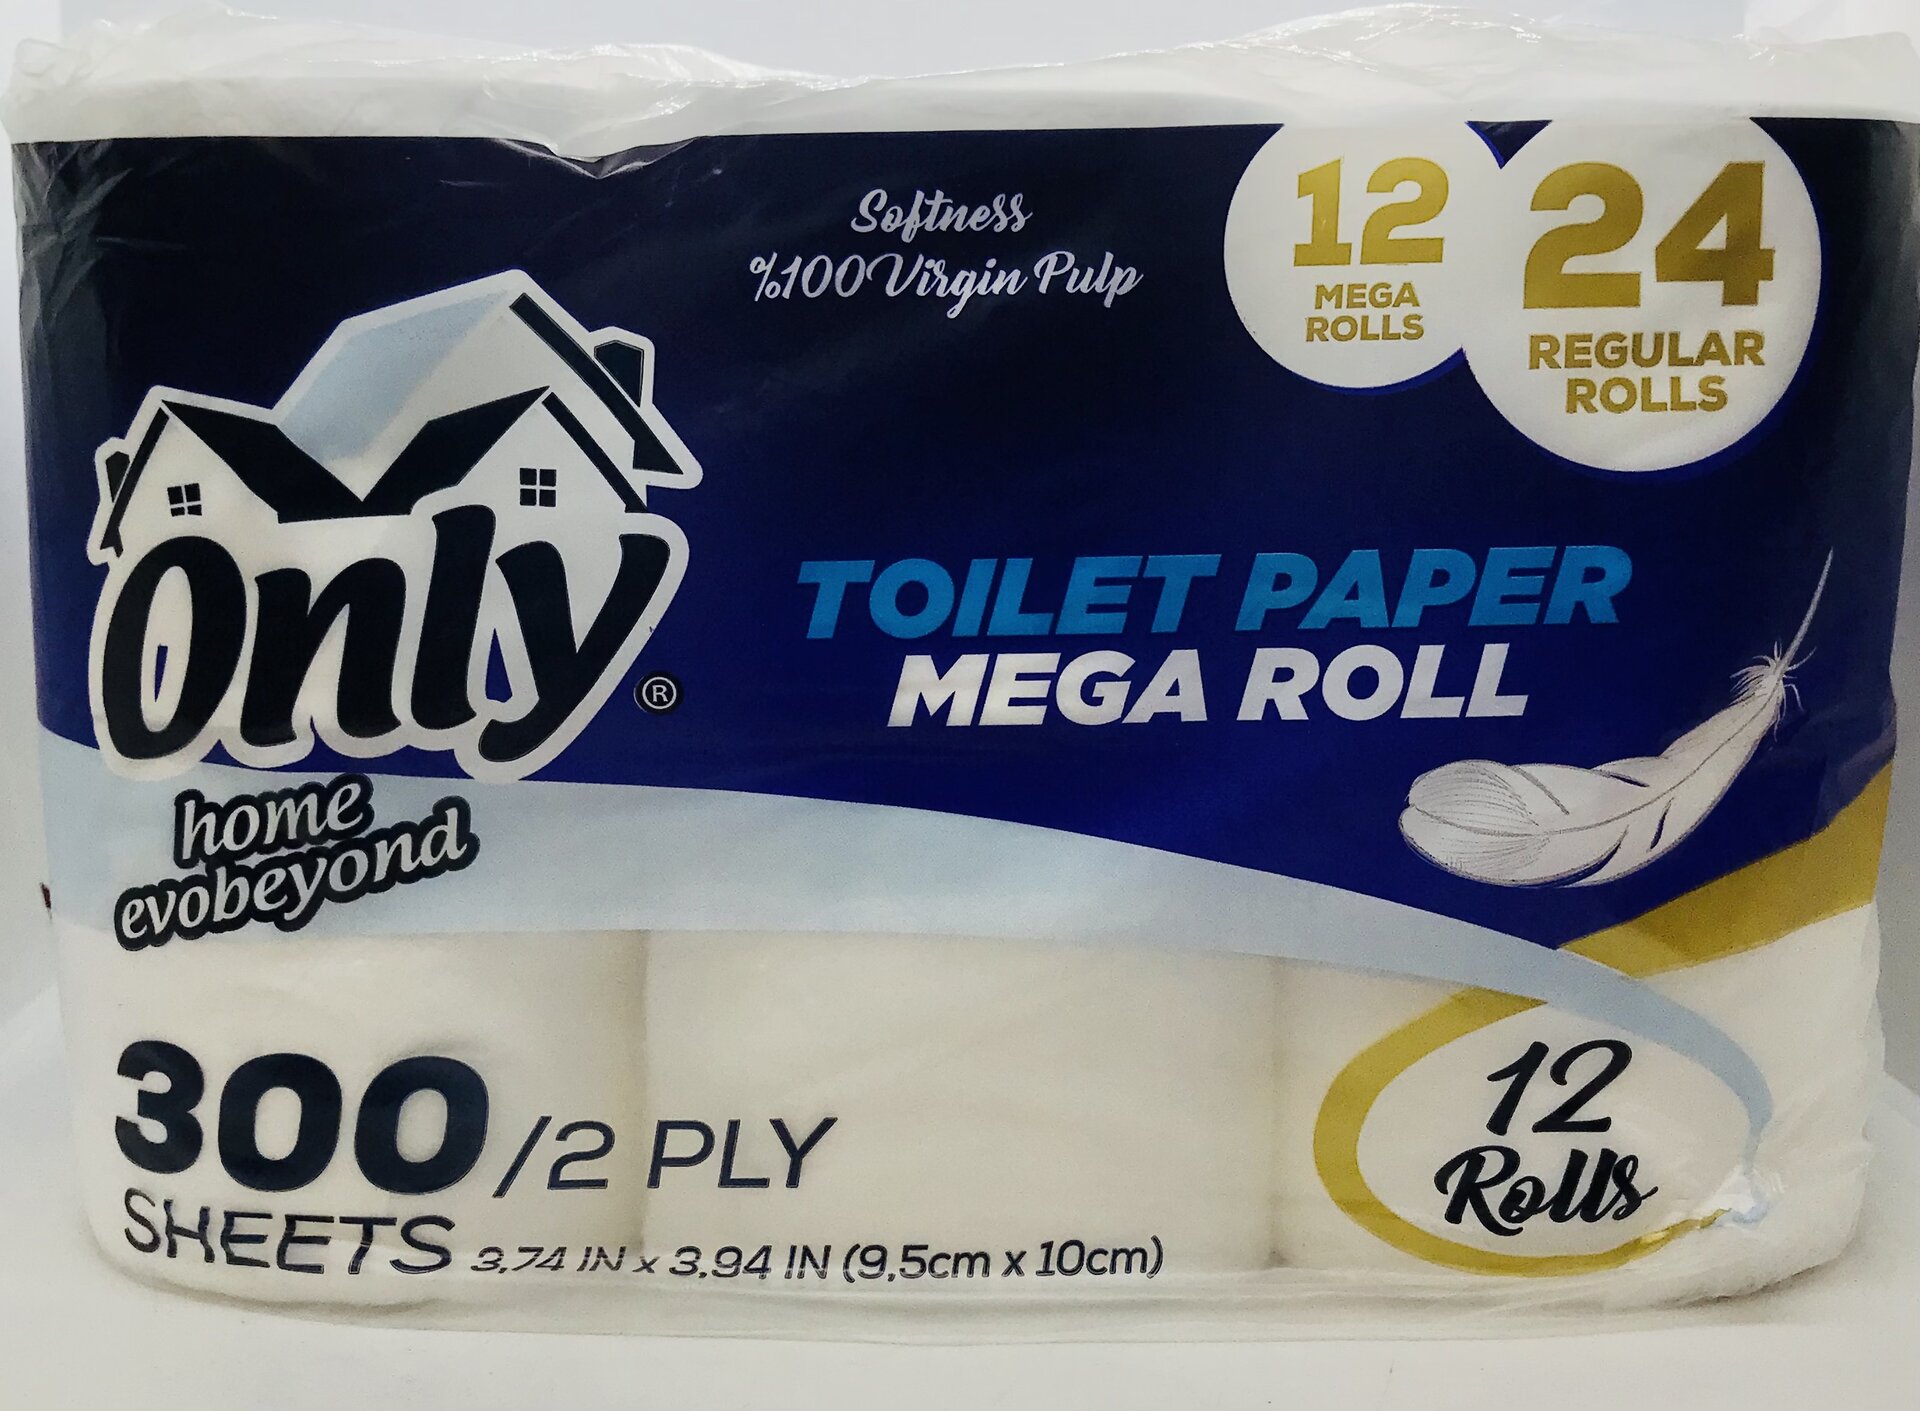 Softness
%100 Virgin Pulp
12
MEGA
ROLLS
24
REGULAR
ROLLS
Only
®
home
evobeyond
TOILET PAPER
MEGA ROLL
300/2 PLY
SHEETS 3,74 IN x 3,94 IN (9,5cm x 10cm)
12
Rolls